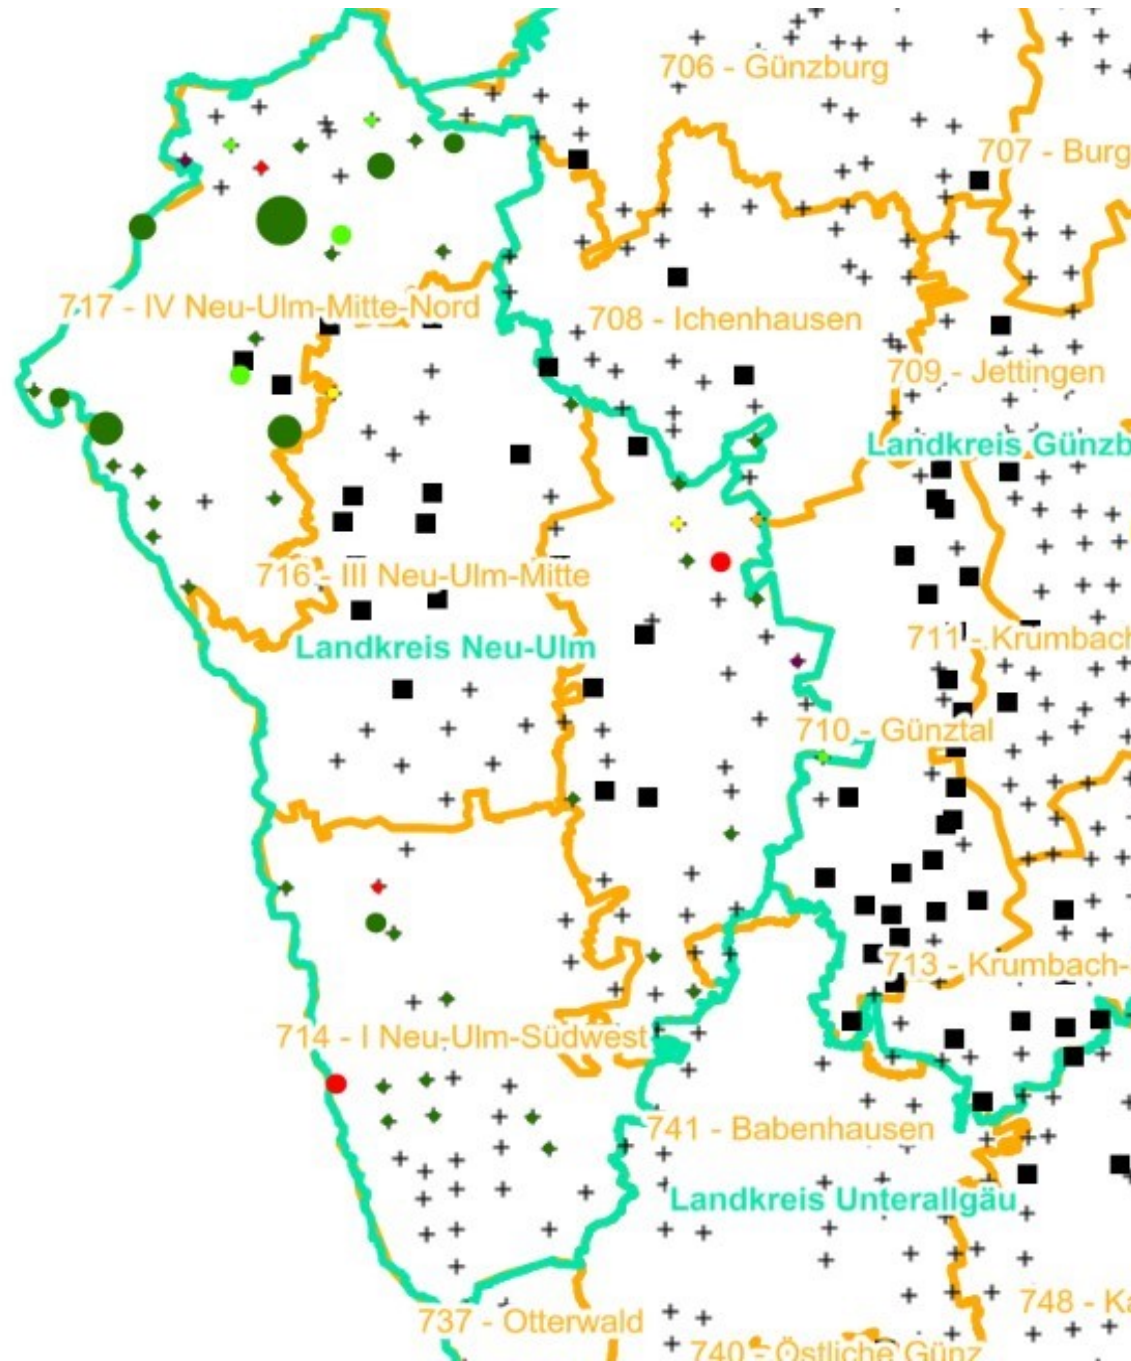 706 - Günzburg
707 - Burg
717 - IV Neu-Ulm-Mitte-Nord
708 - Ichenhausen
709 - Jettingen
Landkreis Günzb
716 - III Neu-Ulm-Mitte
711 - Krumbach
Landkreis Neu-Ulm
710 - Günztal
713 - Krumbach-
714 - I Neu-Ulm-Südwest
741 - Babenhausen
Landkreis Unterallgäu
748 - Ka
737 - Otterwald
740 - Östliche Günz